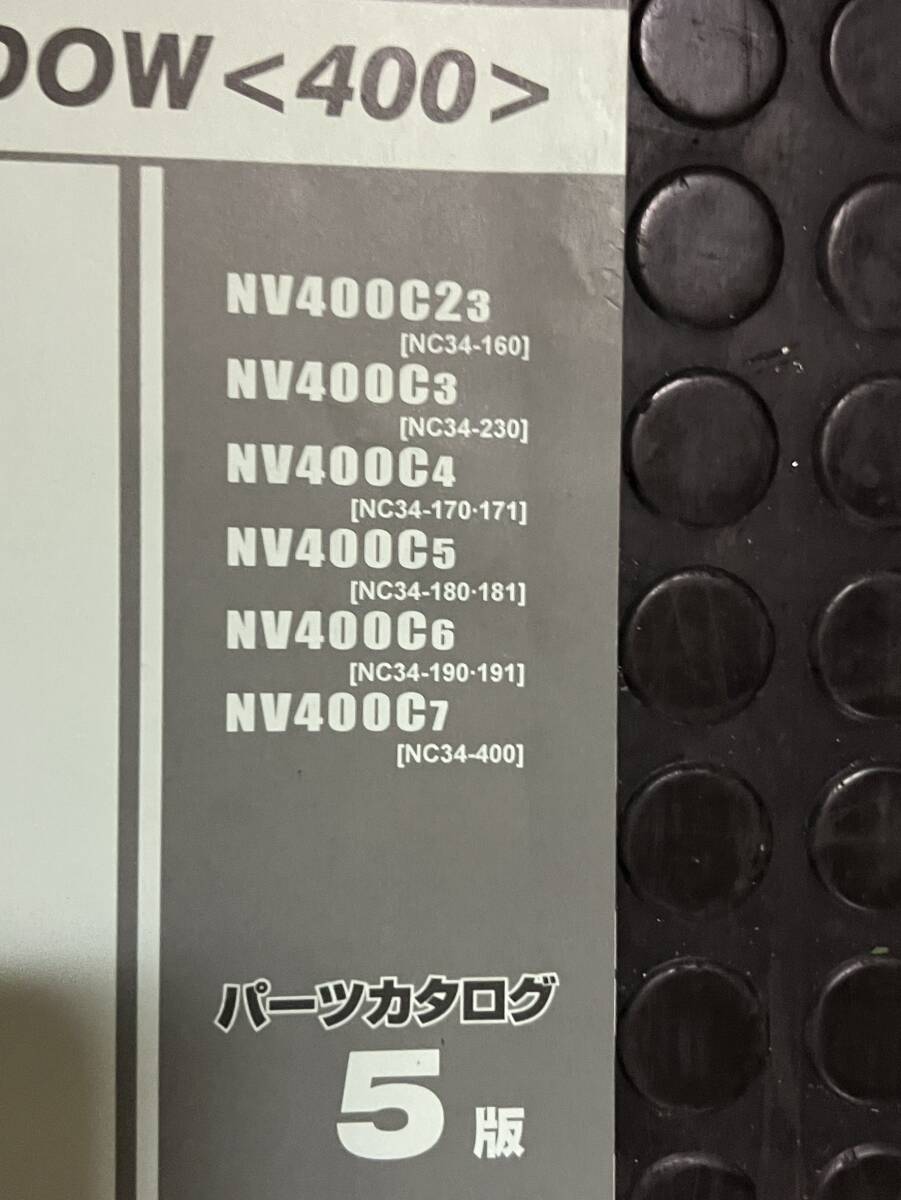 DOW<400>
NV400C23
[NC34-160]
NV400C3
[NC34-230]
NV400C4
[NC34-170·171]
NV400C5
[NC34-180·181]
NV400C6
[NC34-190·191]
NV400C7
[NC34-400]
パーツカタログ
5版